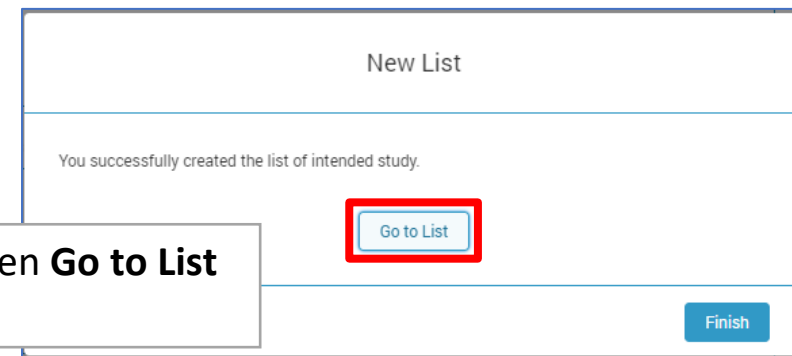 New List
You successfully created the list of intended study.
Go to List
en Go to List
Finish